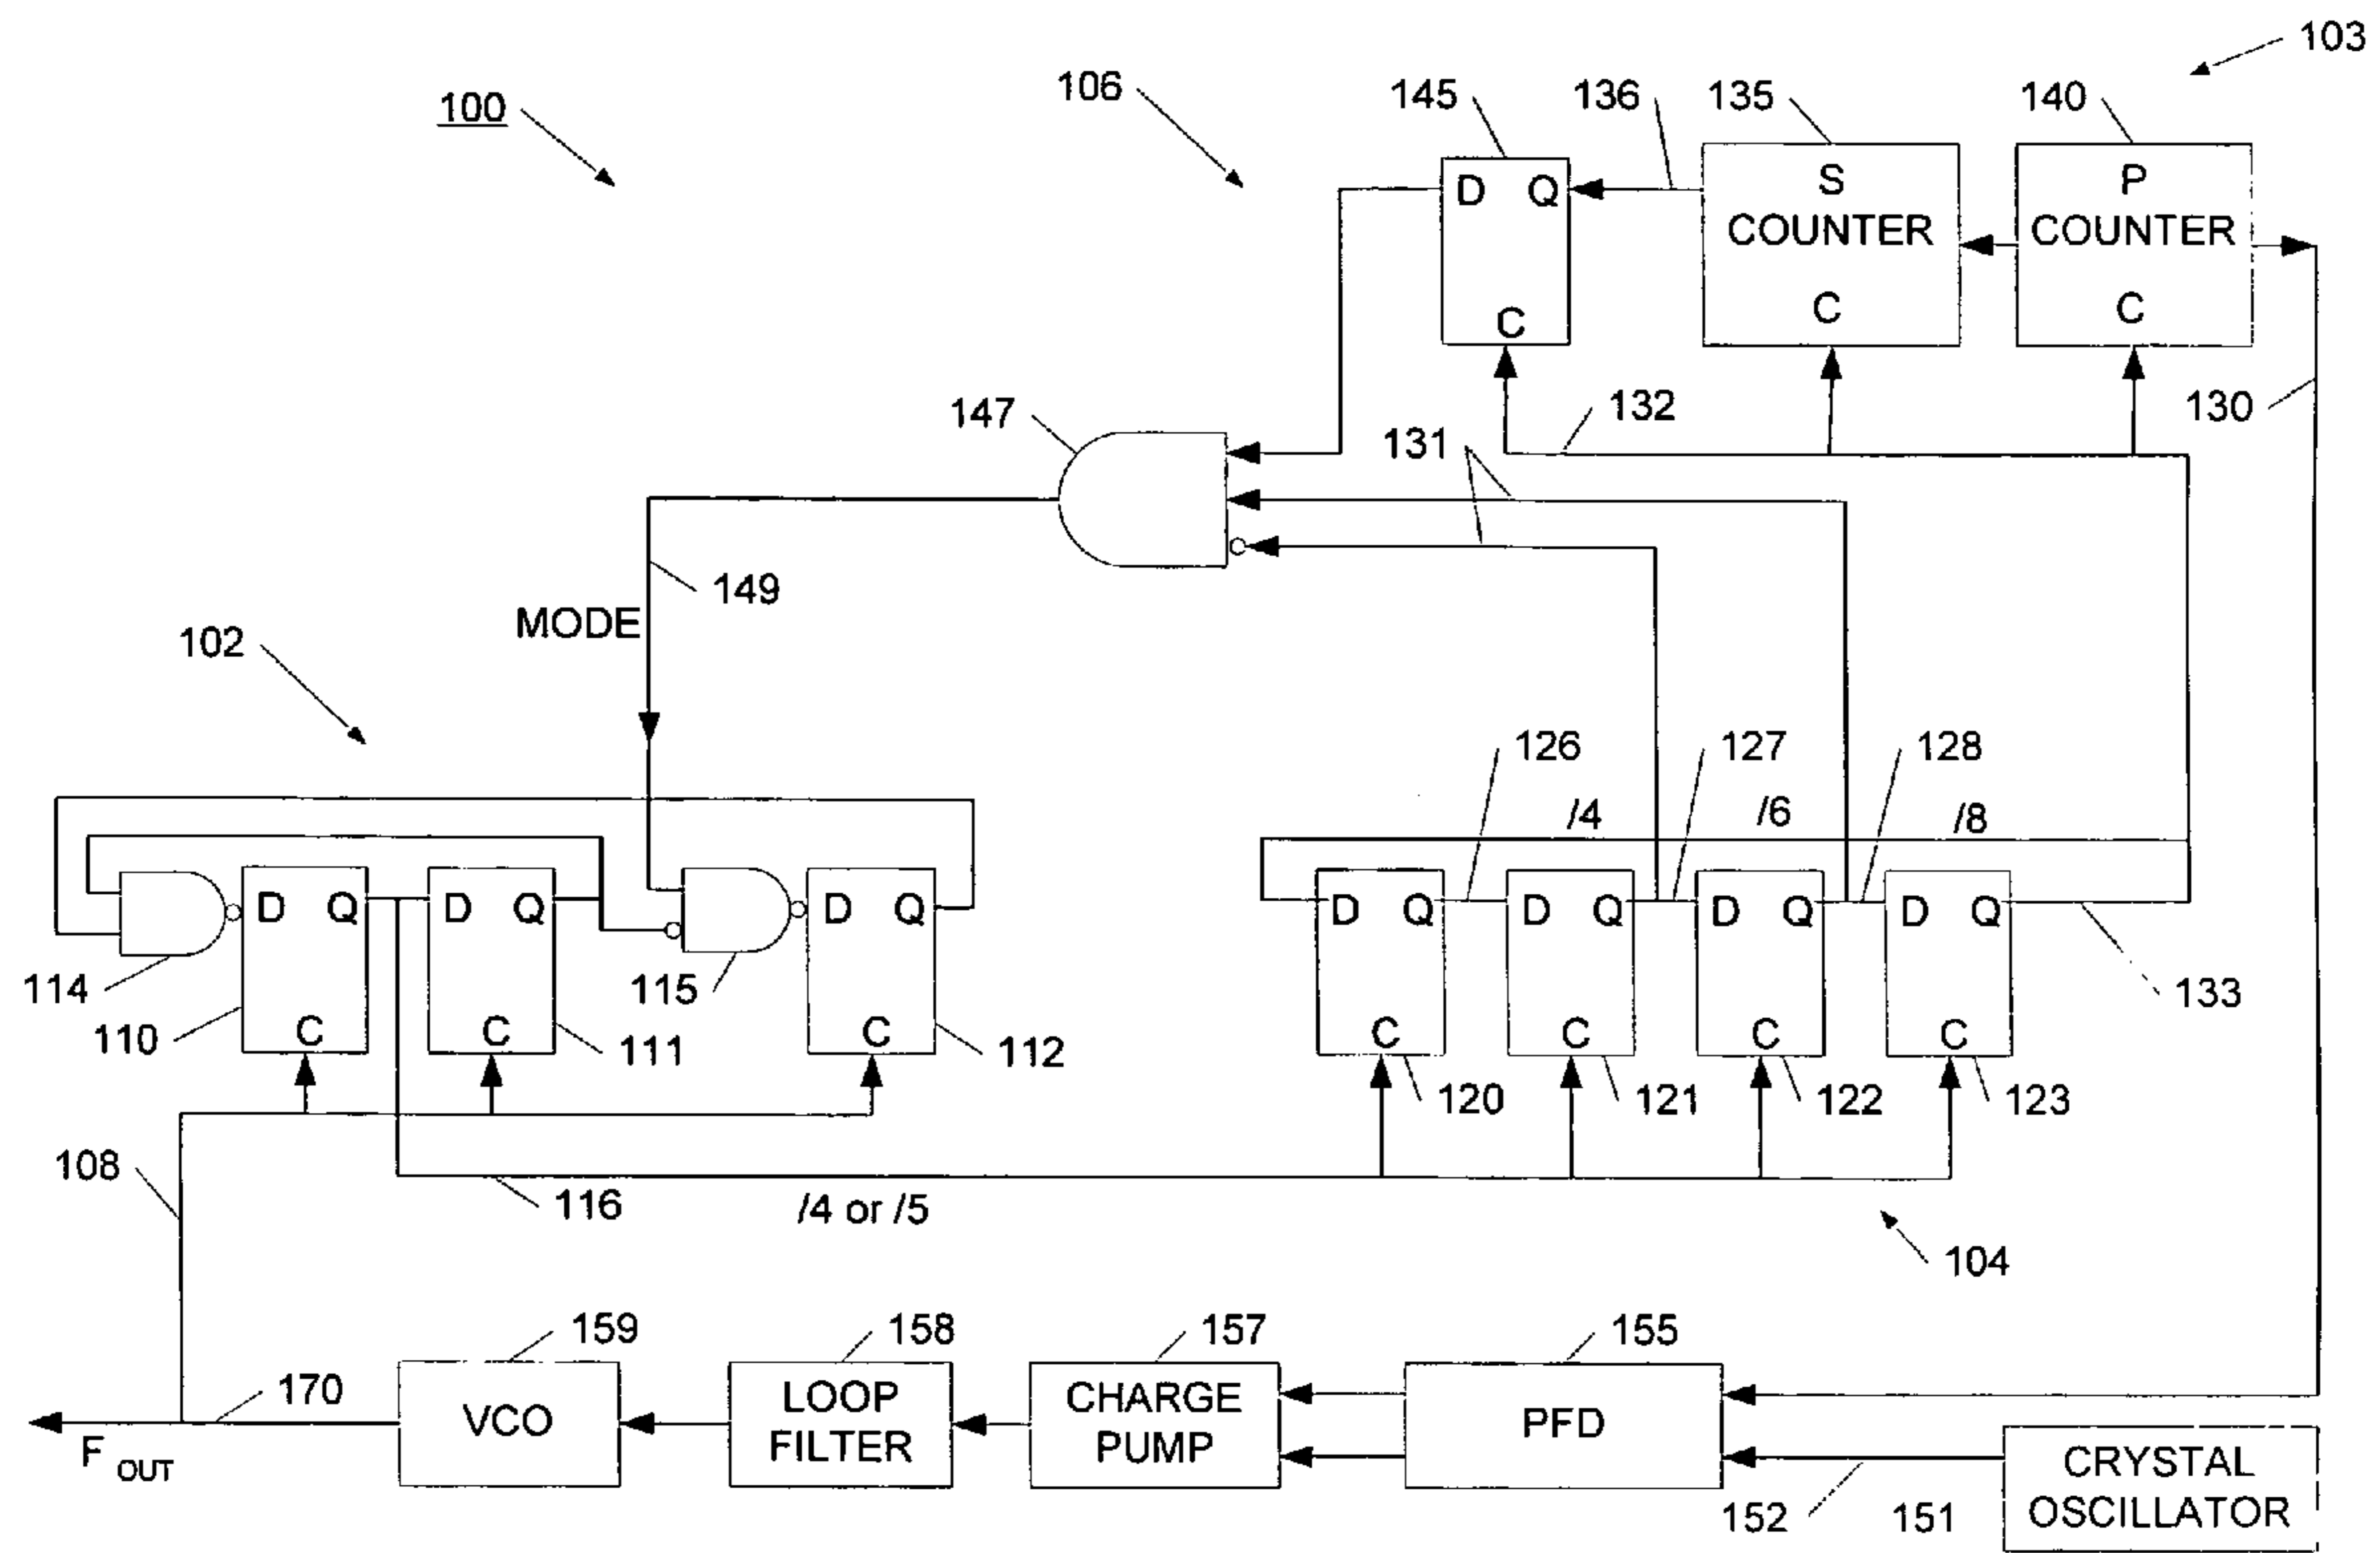 103
100
106
145
136
135
140
D Q
C
S
COUNTER
C
P
COUNTER
C
147
131
132
130
149
MODE
102
126
127
128
/4
/6
/8
D Q
C
D Q
C
D Q
C
D Q
C
D Q
C
D Q
C
D Q
C
114
110
111
115
112
120
121
122
123
133
108
116
/4 or /5
104
159
158
157
155
170
VCO
LOOP
FILTER
CHARGE
PUMP
PFD
F OUT
152
151
CRYSTAL
OSCILLATOR